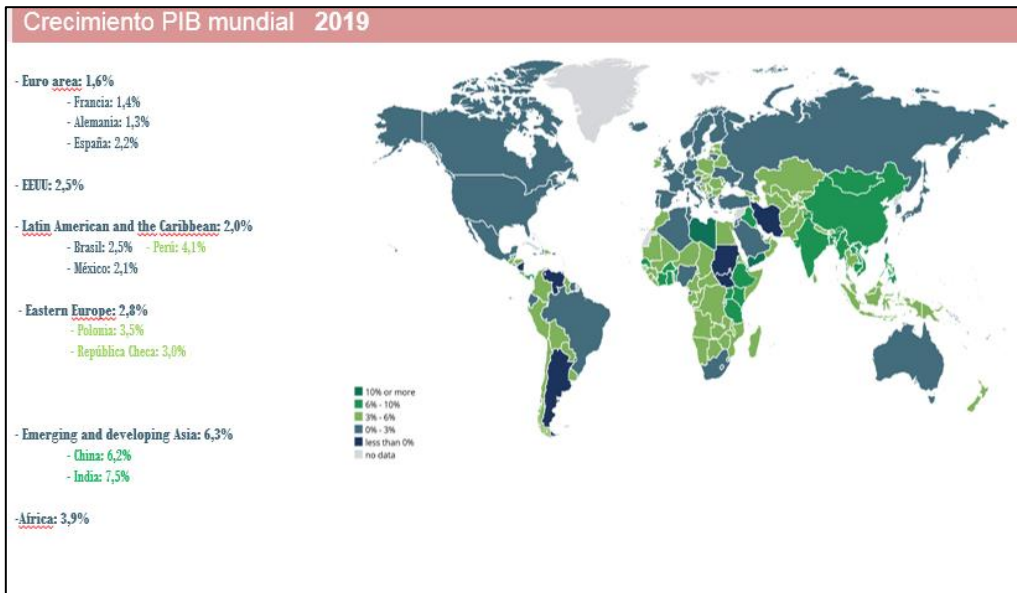 Crecimiento PIB mundial 2019
- Euro area: 1,6%
- Francia: 1,4%
- Alemania: 1,3%
- España: 2,2%
- EEUU: 2,5%
- Latin American and the Caribbean: 2,0%
- Brasil: 2,5% - Perú: 4,1%
- México: 2,1%
- Eastern Europe: 2,8%
- Polonia: 3,5%
- República Checa: 3,0%
- Emerging and developing Asia: 6,3%
- China: 6,2%
- India: 7,5%
-Africa: 3,9%
10% or more
6% - 10%
3% - 6%
0% - 3%
less than 0%
no data